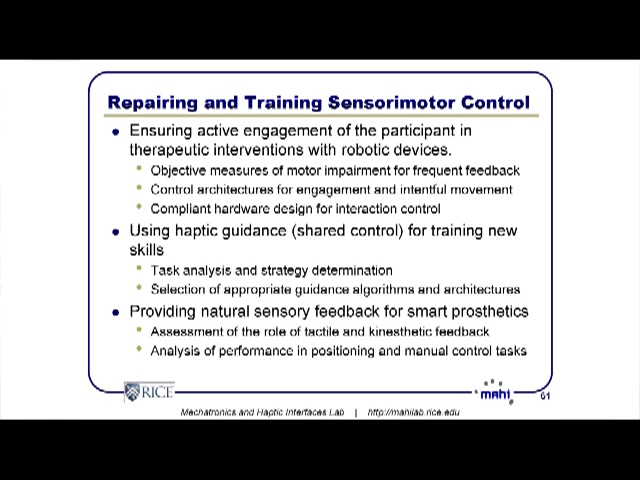 Repairing and Training Sensorimotor Control
• Ensuring active engagement of the participant in
therapeutic interventions with robotic devices.
• Objective measures of motor impairment for frequent feedback
• Control architectures for engagement and intentful movement
• Compliant hardware design for interaction control
• Using haptic guidance (shared control) for training new
skills
• Task analysis and strategy determination
• Selection of appropriate guidance algorithms and architectures
• Providing natural sensory feedback for smart prosthetics
• Assessment of the role of tactile and kinesthetic feedback
• Analysis of performance in positioning and manual control tasks
RICE
mahi
61
Mechatronics and Haptic Interfaces Lab | http://mahilab.rice.edu